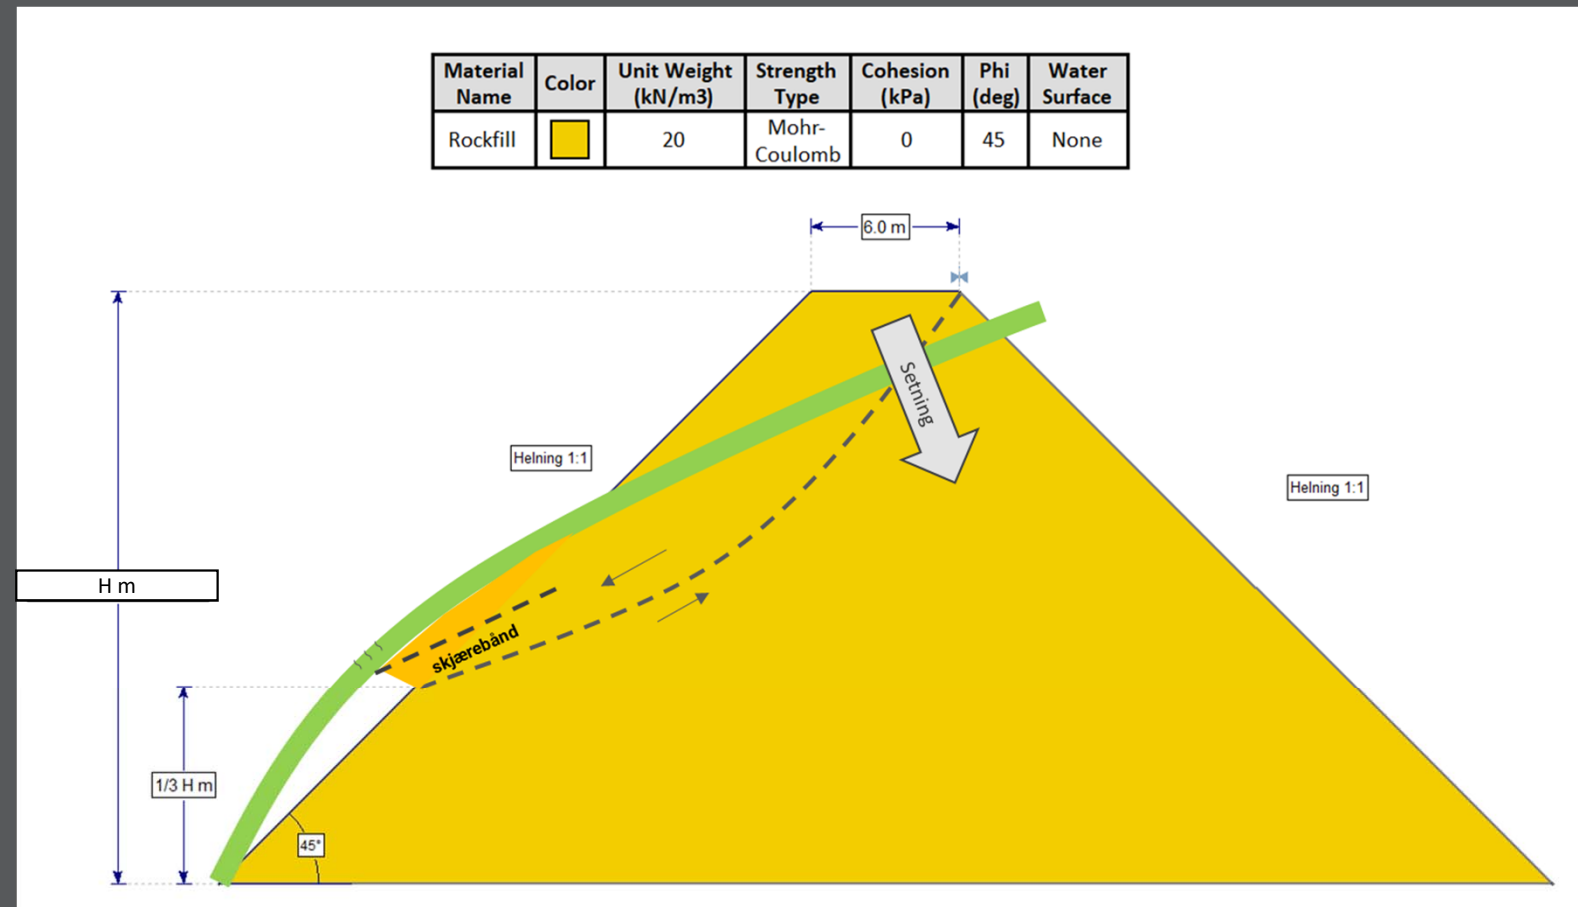 Material Name Color Unit Weight (kN/m3) Strength Type Cohesion (kPa) Phi (deg) Water Surface
Rockfill 20 Mohr-Coulomb 0 45 None
6.0 m
Setning
Helning 1:1
Helning 1:1
H m
skjærebånd
1/3 H m
45°